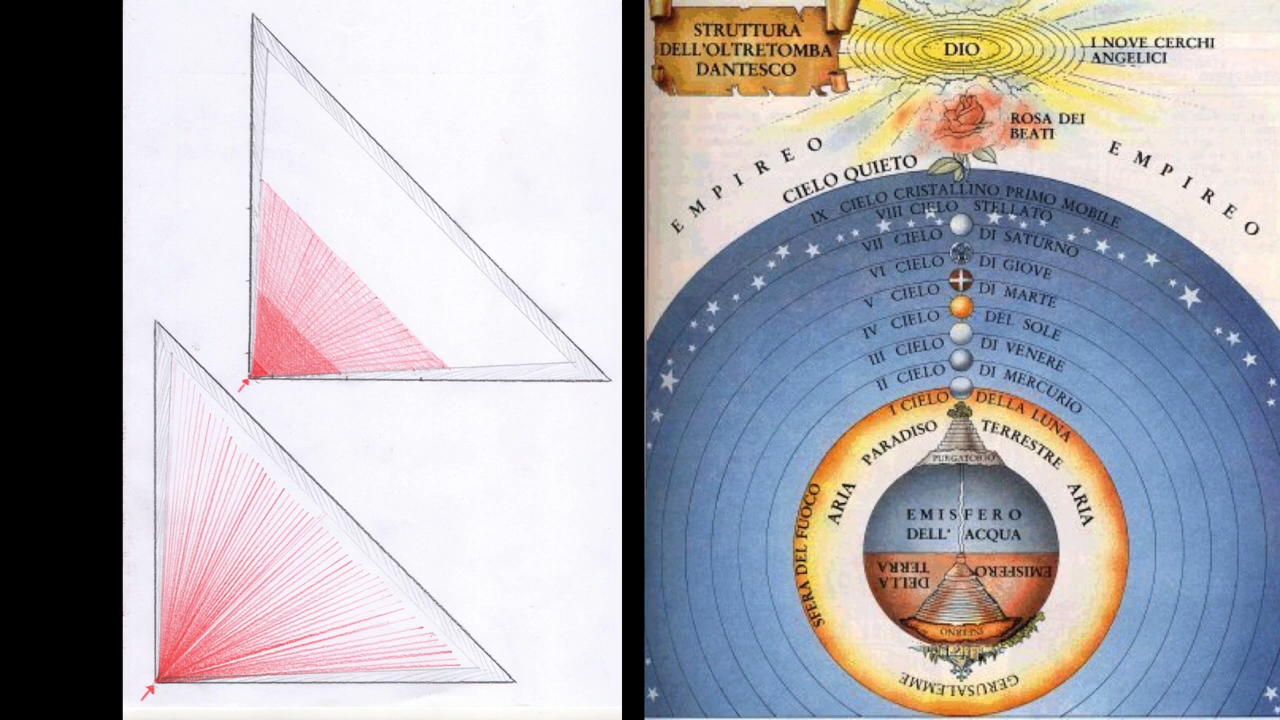 STRUTTURA
DELL'OLTRETOMBA
DANTESCO
DIO
I NOVE CERCHI
ANGELICI
ROSA DEI
BEATI
EMPIREO
EMPIREO
CIELO QUIETO
IX CIELO CRISTALLINO PRIMO MOBILE
VIII CIELO STELLATO
VII CIELO DI SATURNO
VI CIELO DI GIOVE
V CIELO DI MARTE
IV CIELO DEL SOLE
III CIELO DI VENERE
II CIELO DI MERCURIO
I CIELO DELLA LUNA
PARADISO TERRESTRE
PURGATORIO
ARIA
ARIA
SFERA DEL FUOCO
EMISFERO
DELL' ACQUA
EMISFERO
DELLA
TERRA
INFERNO
GERUSALEMME